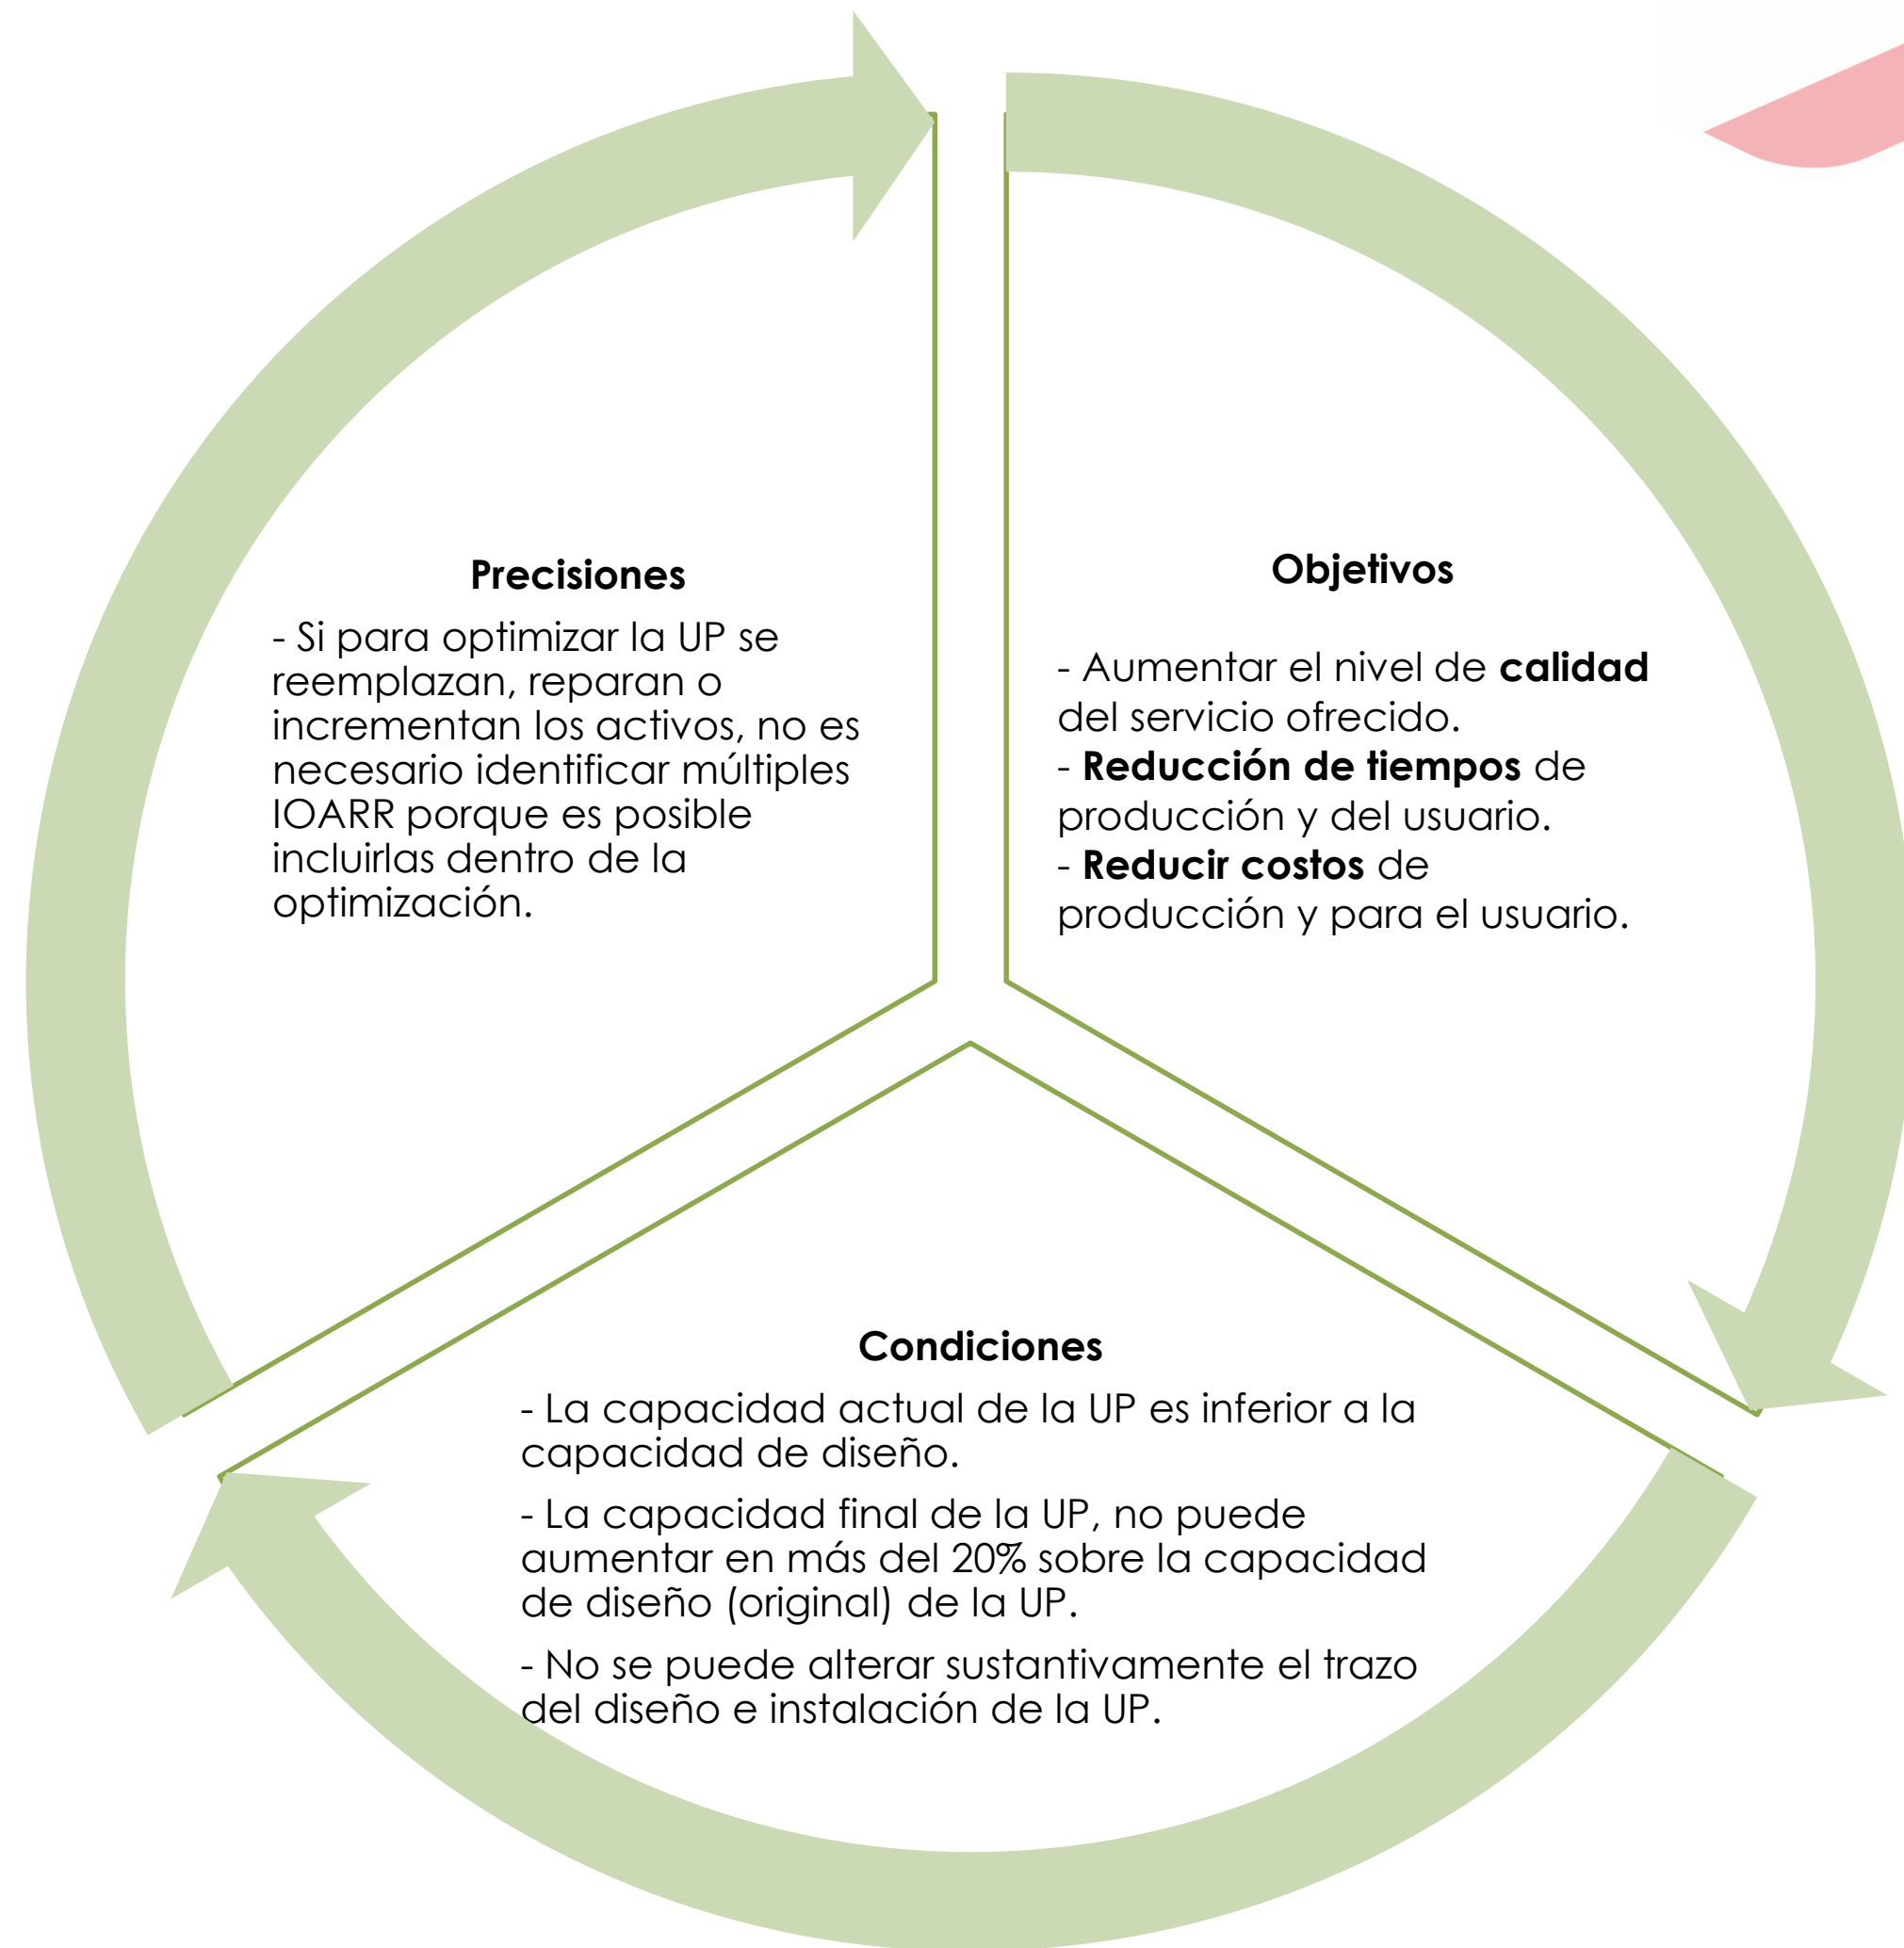 Precisiones
- Si para optimizar la UP se
reemplazan, reparan o
incrementan los activos, no es
necesario identificar múltiples
IOARR porque es posible
incluirlas dentro de la
optimización.
Objetivos
- Aumentar el nivel de calidad
del servicio ofrecido.
- Reducción de tiempos de
producción y del usuario.
- Reducir costos de
producción y para el usuario.
Condiciones
- La capacidad actual de la UP es inferior a la
capacidad de diseño.
- La capacidad final de la UP, no puede
aumentar en más del 20% sobre la capacidad
de diseño (original) de la UP.
- No se puede alterar sustantivamente el trazo
del diseño e instalación de la UP.